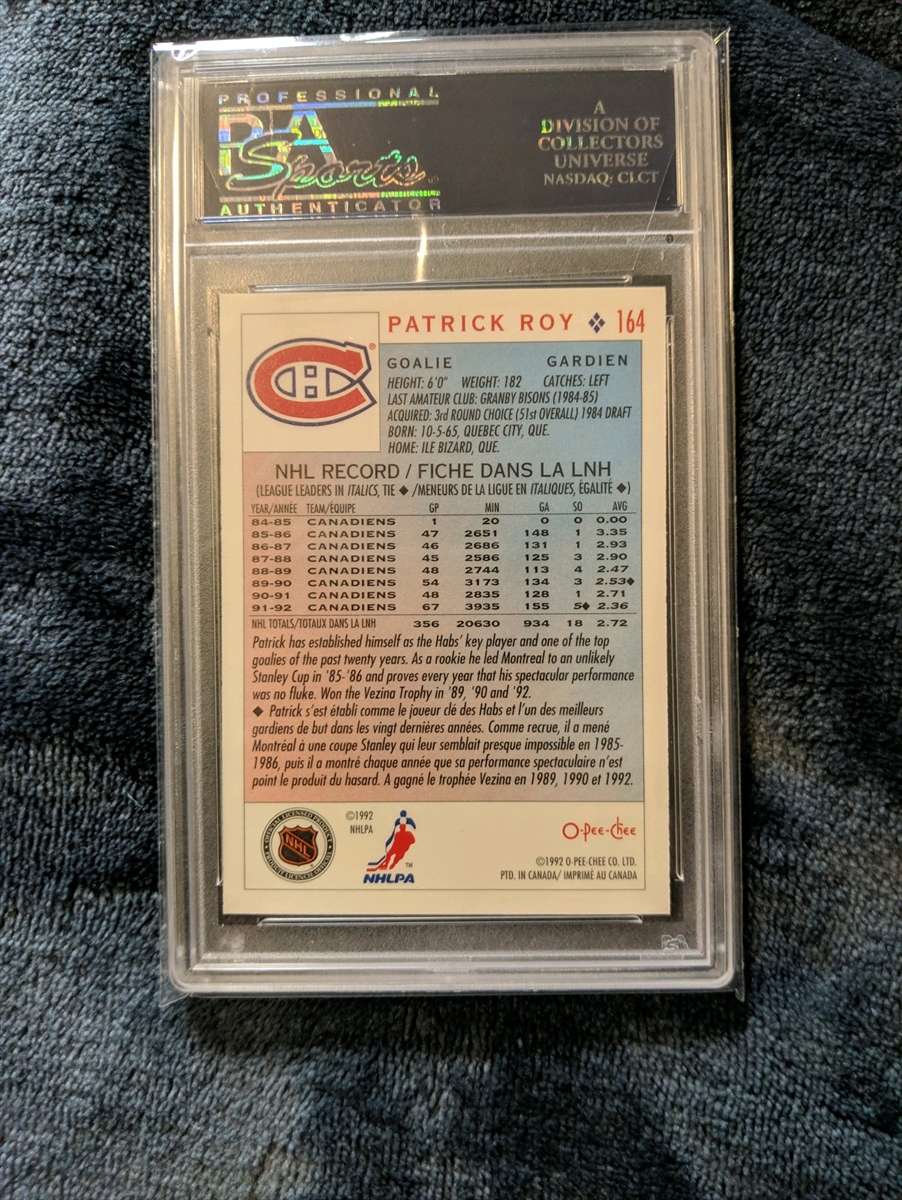 PROFESSIONAL
PSA
Sports
AUTHENTICATOR
A
DIVISION OF
COLLECTORS
UNIVERSE
NASDAQ: CLCT
PATRICK ROY ❖ 164
GOALIE GARDIEN
HEIGHT: 6'0" WEIGHT: 182 CATCHES: LEFT
LAST AMATEUR CLUB: GRANBY BISONS (1984-85)
ACQUIRED: 3rd ROUND CHOICE (51st OVERALL) 1984 DRAFT
BORN: 10-5-65, QUEBEC CITY, QUE.
HOME: ILE BIZARD, QUE.
NHL RECORD / FICHE DANS LA LNH
(LEAGUE LEADERS IN ITALICS, TIE ◆ /MENEURS DE LA LIGUE EN ITALIQUES, ÉGALITÉ ◆)
YEAR/ANNÉE TEAM/ÉQUIPE GP MIN GA SO AVG
84-85 CANADIENS 1 20 0 0 0.00
85-86 CANADIENS 47 2651 148 1 3.35
86-87 CANADIENS 46 2686 131 1 2.93
87-88 CANADIENS 45 2586 125 3 2.90
88-89 CANADIENS 48 2744 113 4 2.47
89-90 CANADIENS 54 3173 134 3 2.53◆
90-91 CANADIENS 48 2835 128 1 2.71
91-92 CANADIENS 67 3935 155 5◆ 2.36
NHL TOTALS/TOTAUX DANS LA LNH 356 20630 934 18 2.72
Patrick has established himself as the Habs' key player and one of the top
goalies of the past twenty years. As a rookie he led Montreal to an unlikely
Stanley Cup in '85-'86 and proves every year that his spectacular performance
was no fluke. Won the Vezina Trophy in '89, '90 and '92.
◆ Patrick s'est établi comme le joueur clé des Habs et l'un des meilleurs
gardiens de but dans les vingt dernières années. Comme recrue, il a mené
Montréal à une coupe Stanley qui leur semblait presque impossible en 1985-
1986, puis il a montré chaque année que sa performance spectaculaire n'est
point le produit du hasard. A gagné le trophée Vezina en 1989, 1990 et 1992.
OFFICIAL LICENSED PRODUCT
NHL
PRODUIT LICENCIÉ OFFICIEL
©1992
NHLPA
™
NHLPA
O-Pee-Chee
©1992 O-PEE-CHEE CO. LTD.
PTD. IN CANADA/ IMPRIMÉ AU CANADA
PSA